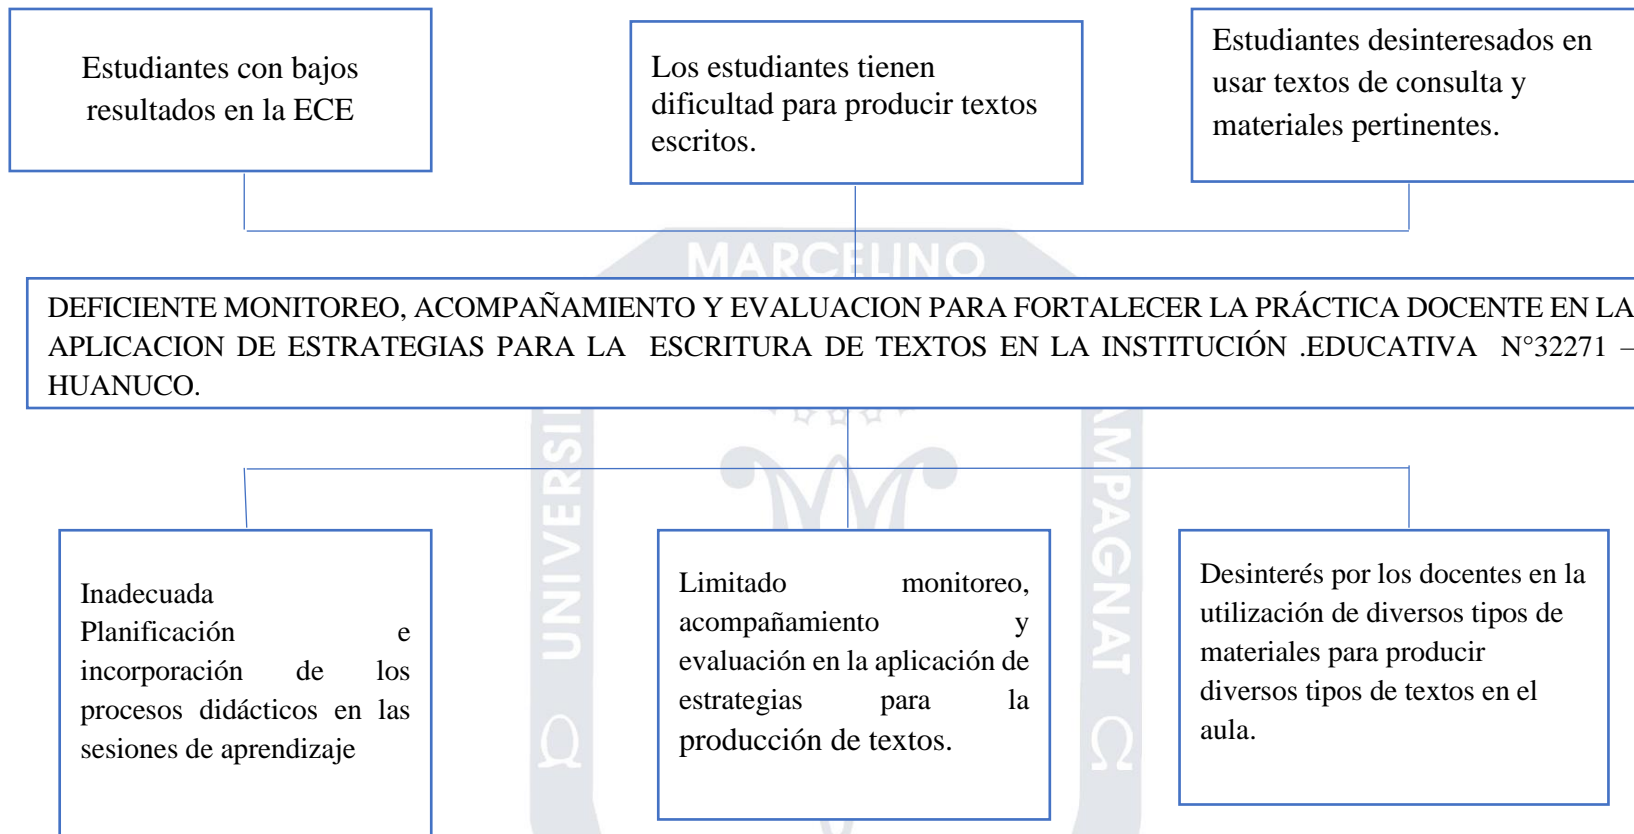 Estudiantes con bajos
resultados en la ECE
Los estudiantes tienen
dificultad para producir textos
escritos.
Estudiantes desinteresados en
usar textos de consulta y
materiales pertinentes.
MARCELINO
DEFICIENTE MONITOREO, ACOMPAÑAMIENTO Y EVALUACION PARA FORTALECER LA PRÁCTICA DOCENTE EN LA
APLICACION DE ESTRATEGIAS PARA LA ESCRITURA DE TEXTOS EN LA INSTITUCIÓN .EDUCATIVA N°32271 –
HUANUCO.
UNIVERSI
AMPAGNAT
Inadecuada
Planificación e
incorporación de los
procesos didácticos en las
sesiones de aprendizaje
Limitado monitoreo,
acompañamiento y
evaluación en la aplicación de
estrategias para la
producción de textos.
Desinterés por los docentes en la
utilización de diversos tipos de
materiales para producir
diversos tipos de textos en el
aula.
Ω Ω